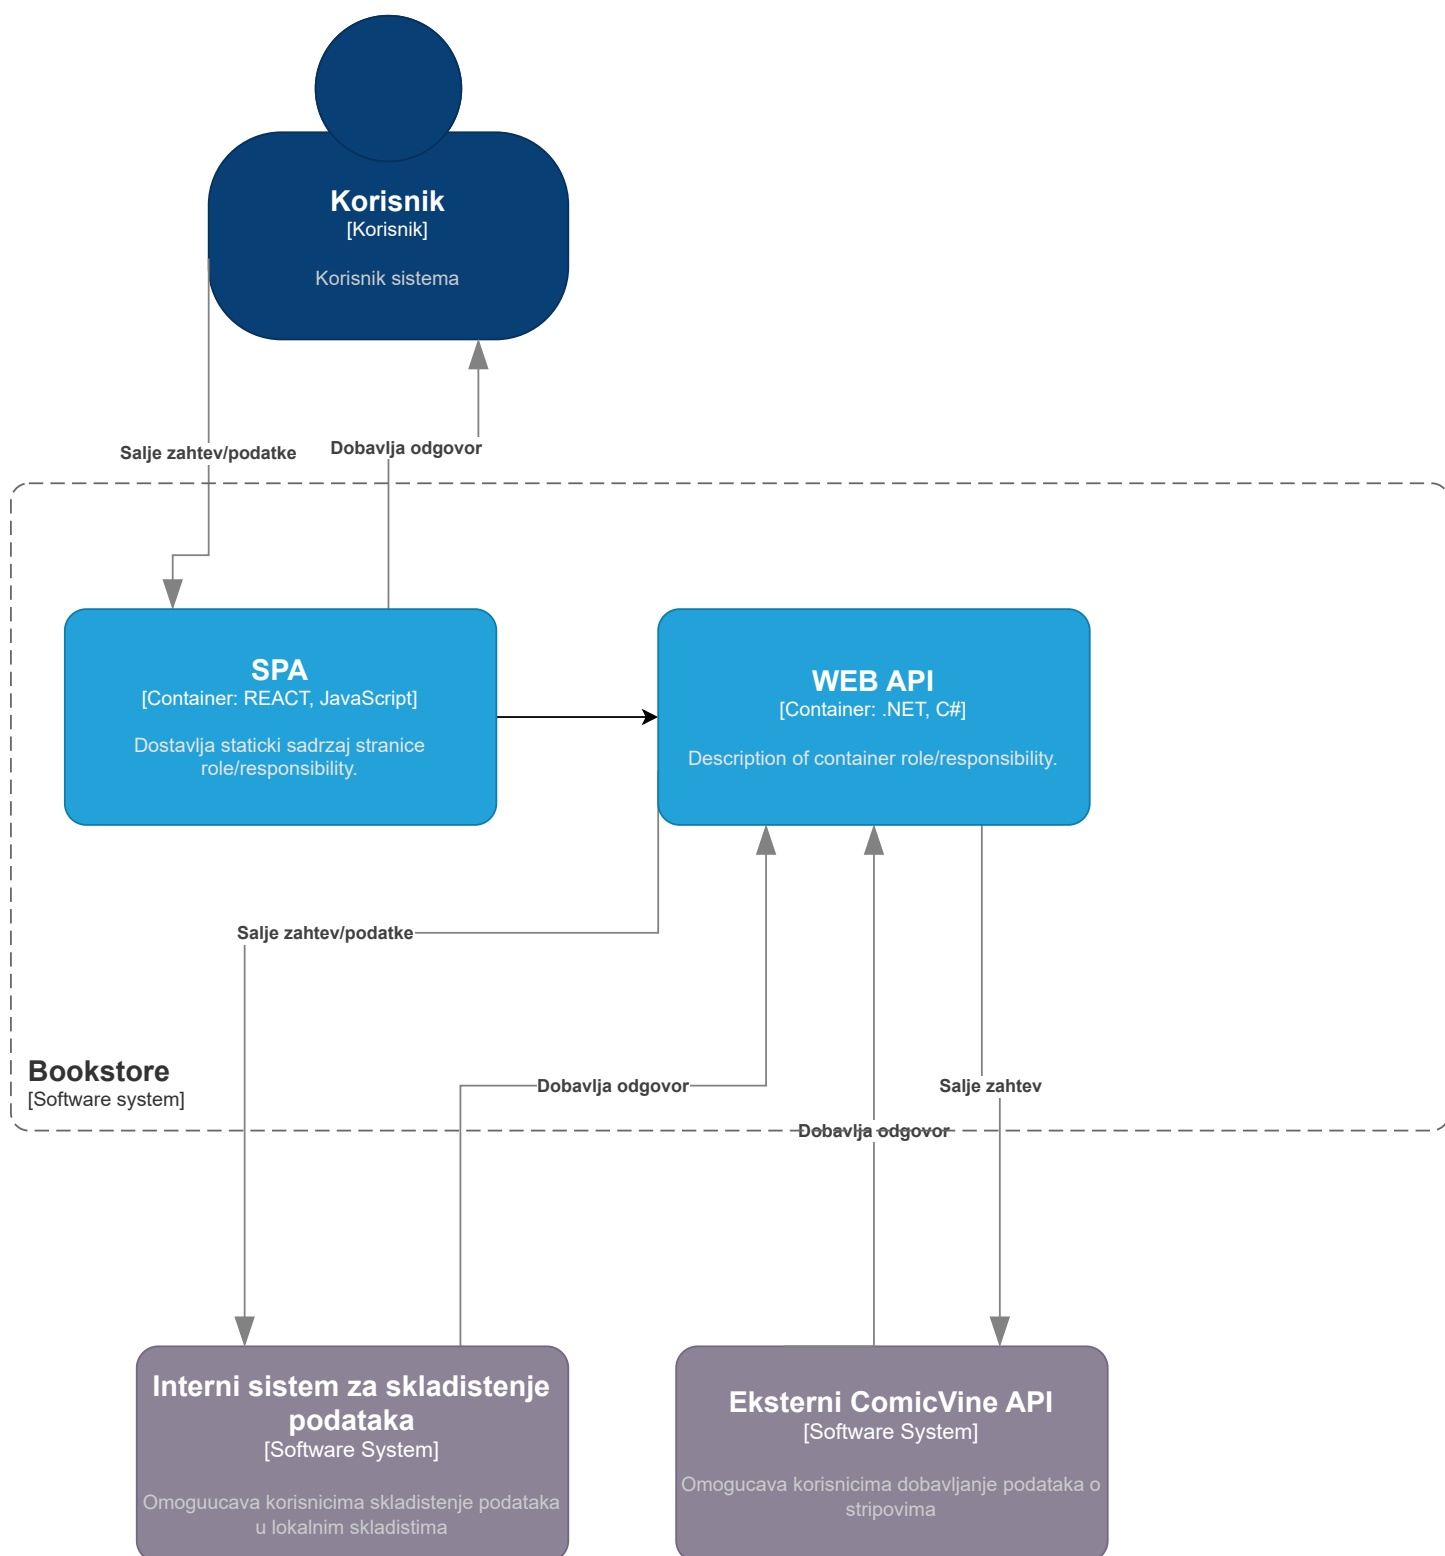 Korisnik
[Korisnik]
Korisnik sistema
Salje zahtev/podatke
Dobavlja odgovor
SPA
[Container: REACT, JavaScript]
Dostavlja staticki sadrzaj stranice
role/responsibility.
WEB API
[Container: .NET, C#]
Description of container role/responsibility.
Salje zahtev/podatke
Bookstore
[Software system]
Dobavlja odgovor
Salje zahtev
Dobavlja odgovor
Interni sistem za skladistenje
podataka
[Software System]
Omoguucava korisnicima skladistenje podataka
u lokalnim skladistima
Eksterni ComicVine API
[Software System]
Omogucava korisnicima dobavljanje podataka o
stripovima